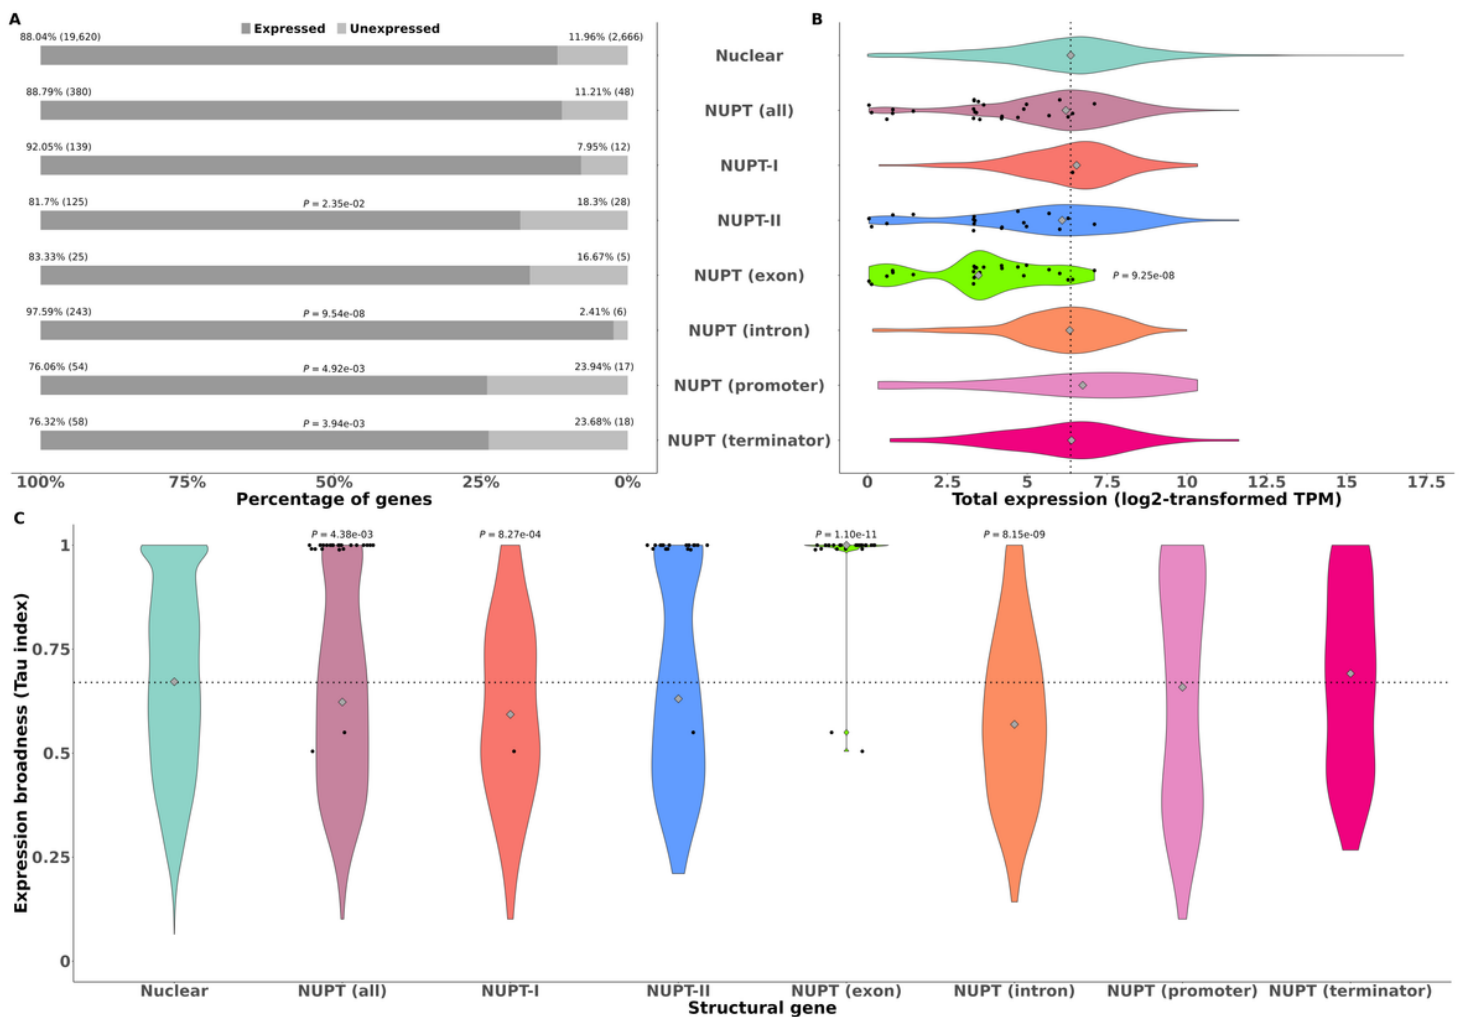 A
Expressed Unexpressed
88.04% (19,620) 11.96% (2,666)
88.79% (380) 11.21% (48)
92.05% (139) 7.95% (12)
81.7% (125) P = 2.35e-02 18.3% (28)
83.33% (25) 16.67% (5)
97.59% (243) P = 9.54e-08 2.41% (6)
76.06% (54) P = 4.92e-03 23.94% (17)
76.32% (58) P = 3.94e-03 23.68% (18)
100% 75% 50% 25% 0%
Percentage of genes
Nuclear
NUPT (all)
NUPT-I
NUPT-II
NUPT (exon)
NUPT (intron)
NUPT (promoter)
NUPT (terminator)
B
P = 9.25e-08
0 2.5 5 7.5 10 12.5 15 17.5
Total expression (log2-transformed TPM)
C
Expression broadness (Tau index)
1
0.75
0.5
0.25
0
P = 4.38e-03 P = 8.27e-04 P = 1.10e-11 P = 8.15e-09
Nuclear NUPT (all) NUPT-I NUPT-II NUPT (exon) NUPT (intron) NUPT (promoter) NUPT (terminator)
Structural gene